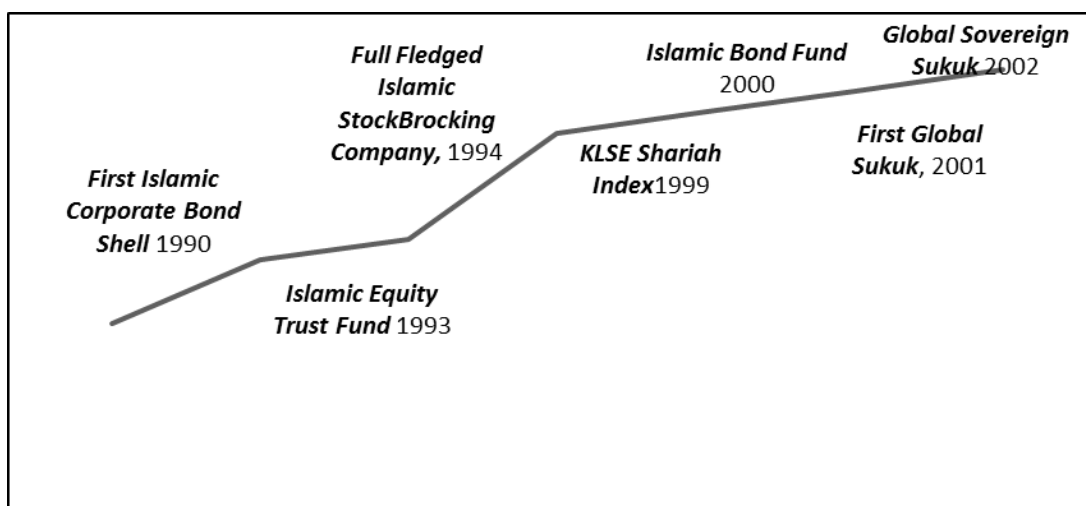 First Islamic
Corporate Bond
Shell 1990
Islamic Equity
Trust Fund 1993
Full Fledged
Islamic
StockBrocking
Company, 1994
KLSE Shariah
Index1999
Islamic Bond Fund
2000
First Global
Sukuk, 2001
Global Sovereign
Sukuk 2002